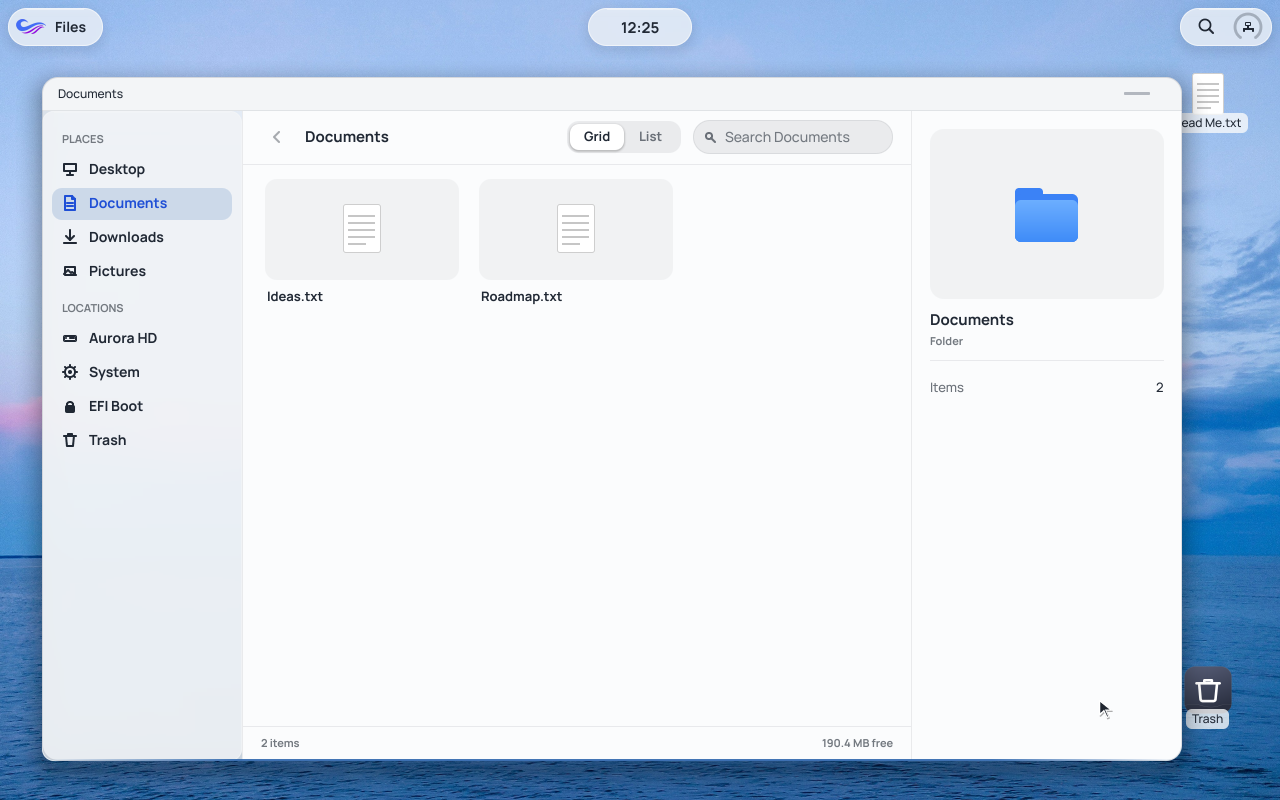 Files
12:25
Documents
ead Me.txt
PLACES
Desktop
Documents
Downloads
Pictures
LOCATIONS
Aurora HD
System
EFI Boot
Trash
Documents
Grid
List
Search Documents
Ideas.txt
Roadmap.txt
Documents
Folder
Items 2
2 items
190.4 MB free
Trash